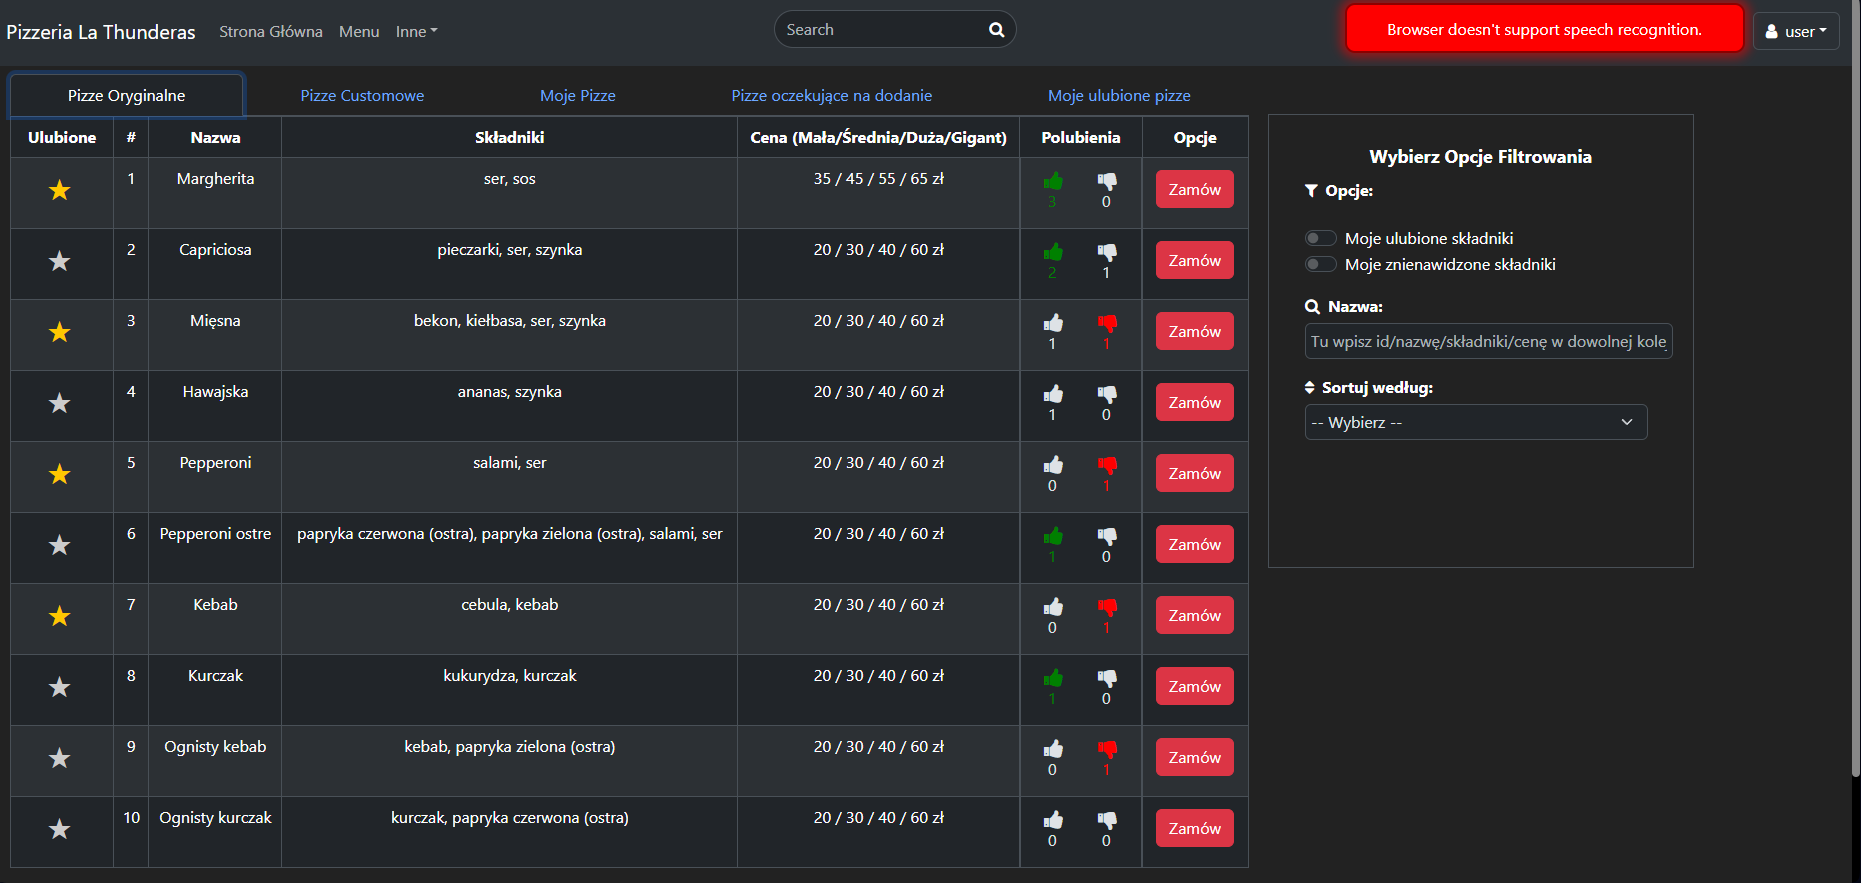 Pizzeria La Thunderas Strona Główna Menu Inne Search Browser doesn't support speech recognition. user
Pizze Oryginalne Pizze Customowe Moje Pizze Pizze oczekujące na dodanie Moje ulubione pizze
Ulubione # Nazwa Składniki Cena (Mała/Średnia/Duża/Gigant) Polubienia Opcje
1 Margherita ser, sos 35 / 45 / 55 / 65 zł 3 0 Zamów
2 Capriciosa pieczarki, ser, szynka 20 / 30 / 40 / 60 zł 2 1 Zamów
3 Mięsna bekon, kiełbasa, ser, szynka 20 / 30 / 40 / 60 zł 1 1 Zamów
4 Hawajska ananas, szynka 20 / 30 / 40 / 60 zł 1 0 Zamów
5 Pepperoni salami, ser 20 / 30 / 40 / 60 zł 0 1 Zamów
6 Pepperoni ostre papryka czerwona (ostra), papryka zielona (ostra), salami, ser 20 / 30 / 40 / 60 zł 1 0 Zamów
7 Kebab cebula, kebab 20 / 30 / 40 / 60 zł 0 1 Zamów
8 Kurczak kukurydza, kurczak 20 / 30 / 40 / 60 zł 1 0 Zamów
9 Ognisty kebab kebab, papryka zielona (ostra) 20 / 30 / 40 / 60 zł 0 1 Zamów
10 Ognisty kurczak kurczak, papryka czerwona (ostra) 20 / 30 / 40 / 60 zł 0 0 Zamów
Wybierz Opcje Filtrowania
Opcje:
Moje ulubione składniki
Moje znienawidzone składniki
Nazwa:
Tu wpisz id/nazwę/składniki/cenę w dowolnej kolej
Sortuj według:
-- Wybierz --